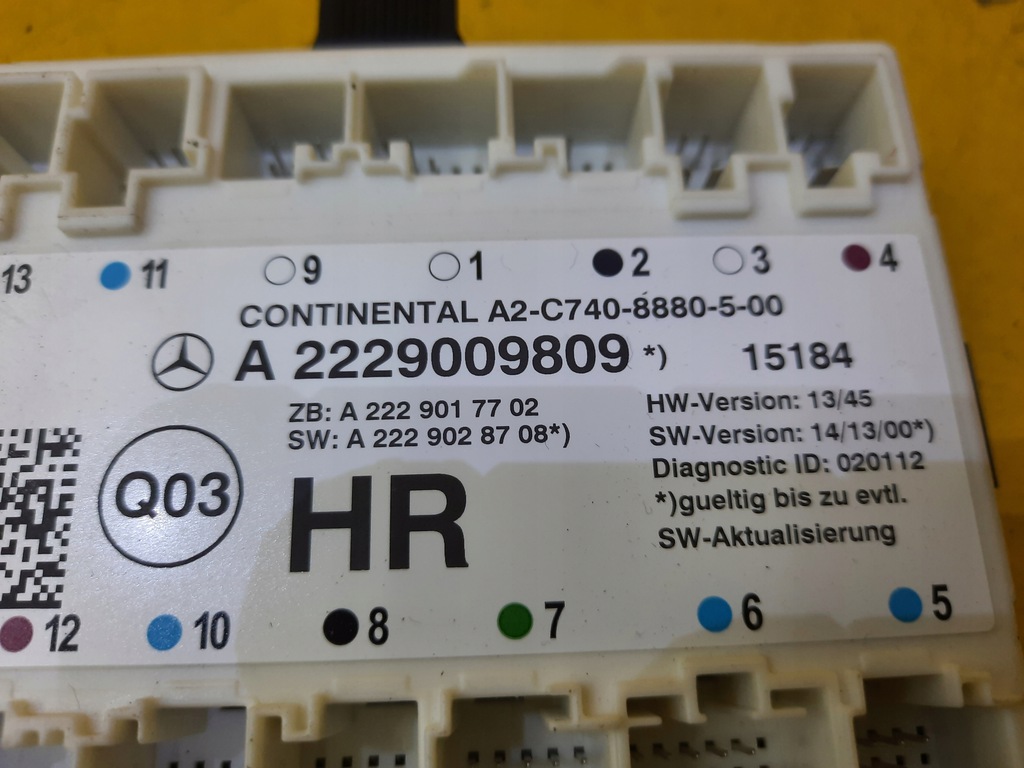 13 11 9 1 2 3 4
CONTINENTAL A2-C740-8880-5-00
A 2229009809 *) 15184
ZB: A 222 901 77 02
SW: A 222 902 87 08*)
HW-Version: 13/45
SW-Version: 14/13/00*)
Diagnostic ID: 020112
*)gueltig bis zu evtl.
SW-Aktualisierung
Q03
HR
12 10 8 7 6 5